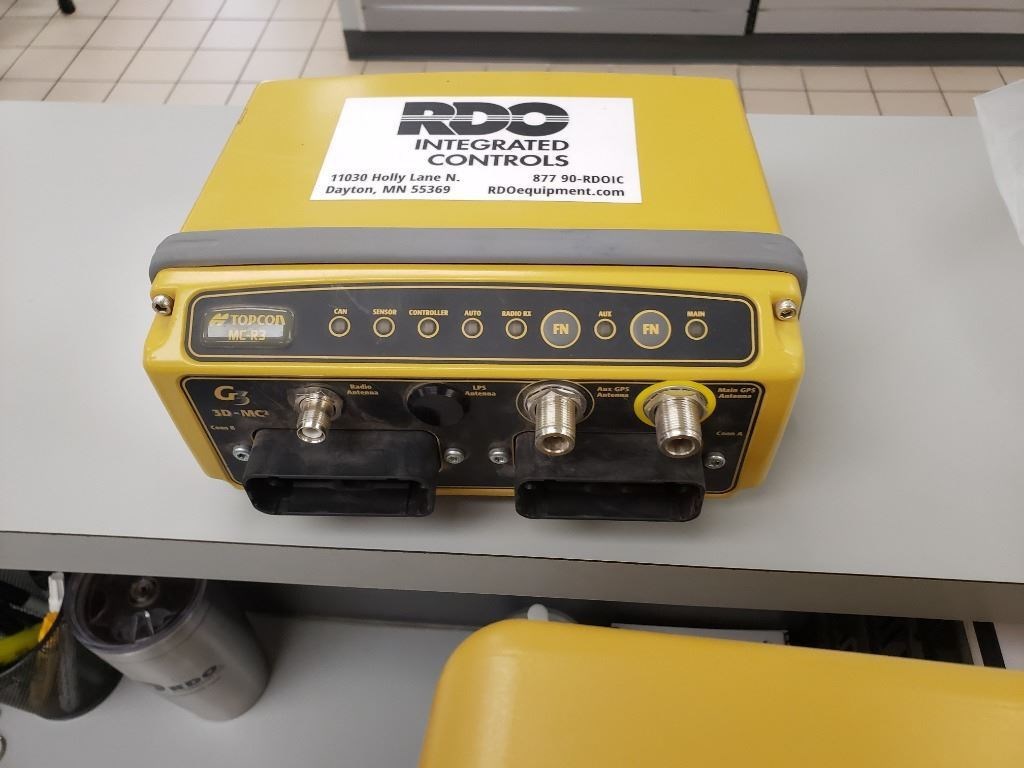 RDO
INTEGRATED
CONTROLS
11030 Holly Lane N. 877 90-RDOIC
Dayton, MN 55369 RDOequipment.com
TOPCON
MC-R3
CAN SENSOR CONTROLLER AUTO RADIO RX FN AUX FN MAIN
G3
3D-MC²
Conn B
Radio
Antenna
LPS
Antenna
Aux GPS
Antenna
Main GPS
Antenna
Conn A
RDO